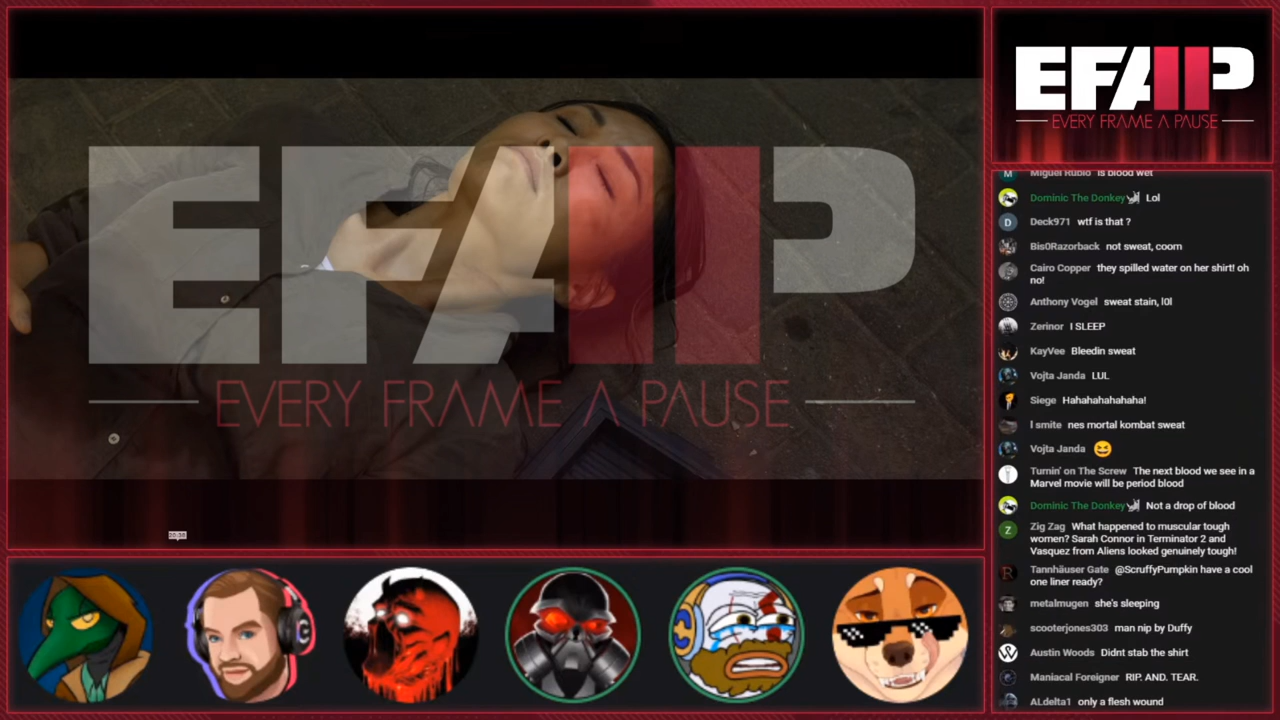 EFAP
EVERY FRAME A PAUSE
20:38
EFAP
EVERY FRAME A PAUSE
Miguel Rubio is blood wet
Dominic The Donkey Lol
D Deck971 wtf is that ?
Bis0Razorback not sweat, coom
Cairo Copper they spilled water on her shirt! oh
no!
Anthony Vogel sweat stain, l0l
Zerinor I SLEEP
KayVee Bleedin sweat
Vojta Janda LUL
Siege Hahahahahaha!
l smite nes mortal kombat sweat
Vojta Janda 😆
Turnin' on The Screw The next blood we see in a
Marvel movie will be period blood
Dominic The Donkey Not a drop of blood
Z Zig Zag What happened to muscular tough
women? Sarah Connor in Terminator 2 and
Vasquez from Aliens looked genuinely tough!
R Tannhäuser Gate @ScruffyPumpkin have a cool
one liner ready?
metalmugen she's sleeping
scooterjones303 man nip by Duffy
Austin Woods Didnt stab the shirt
Maniacal Foreigner RIP. AND. TEAR.
ALdelta1 only a flesh wound